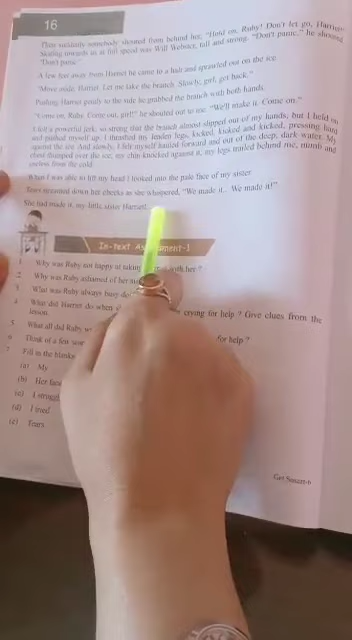 16
Then suddenly somebody shouted from behind her, "Hold on, Ruby! Don't let go, Harriet."
Skating towards us at full speed was Will Webster, tall and strong. "Don't panic," he shouted
"Don't panic."
A few feet away from Harriet he came to a halt and sprawled out on the ice.
"Move aside, Harriet. Let me take the branch. Slowly, girl, get back."
Pushing Harriet gently to the side he grabbed the branch with both hands.
"Come on, Ruby. Come on, girl!" he shouted out to me. "We'll make it. Come on."
I felt a powerful jerk, so strong that the branch almost slipped out of my hands, but I held on
and pushed myself up. I thrashed my leaden legs, kicked, kicked and kicked, pressing hard
against the ice. And slowly, I felt myself hauled forward and out of the deep, dark water. My
chest thumped over the ice, my chin knocked against it, my legs trailed behind me, numb and
useless from the cold.
When I was able to lift my head I looked into the pale face of my sister.
Tears streamed down her cheeks as she whispered, "We made it.. We made it!"
She had made it, my little sister Harriet!
In-text
1 Why was Ruby not happy at taking with her ?
2 Why was Ruby ashamed of her
3 What was Ruby always busy
4 What did Harriet do when crying for help ? Give clues from the
lesson.
5 What all did Ruby for help ?
6 Think of a few
7 Fill in the blanks
(a) My
(b) Her face
(c) I
(d) I tried
(e) Tears